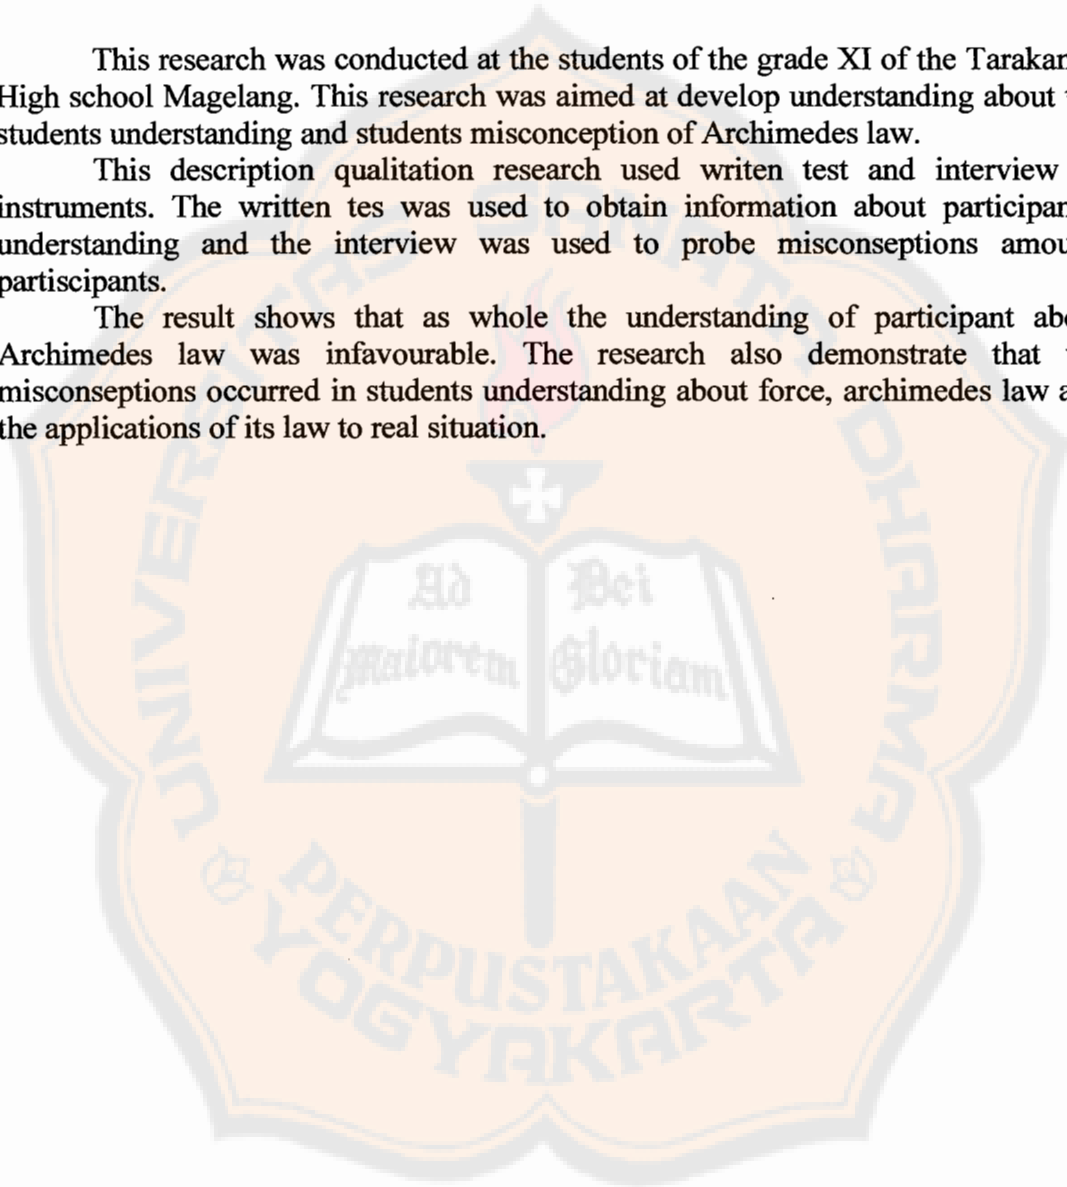 This research was conducted at the students of the grade XI of the
High school Magelang. This research was aimed at develop understanding about
students understanding and students misconception of Archimedes law.
This description qualitation research used writen test and interview
instruments. The written tes was used to obtain information about
understanding and the interview was used to probe misconseptions
partiscipants.
The result shows that as whole the understanding of participant
Archimedes law was infavourable. The research also demonstrate that
misconseptions occurred in students understanding about force, archimedes law
the applications of its law to real situation.
UNIVERSITAS SANATA DHARMA
Ad maiorem
Dei Gloriam
PERPUSTAKAAN
YOGYAKARTA